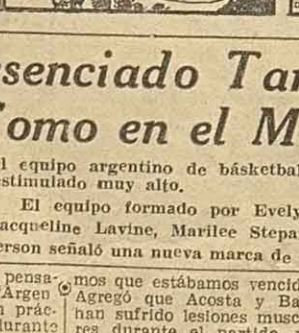 senciado Ta
omo en el M
l equipo argentino de básketbal
stimulado muy alto.
El equipo formado por Evely
acqueline Lavine, Marilee Stepa
erson señaló una nueva marca de
pensa-
Argen
n prác-
durante
mos que estábamos vencid
Agregó que Acosta y Ba
han sufrido lesiones musc
res durante el partido